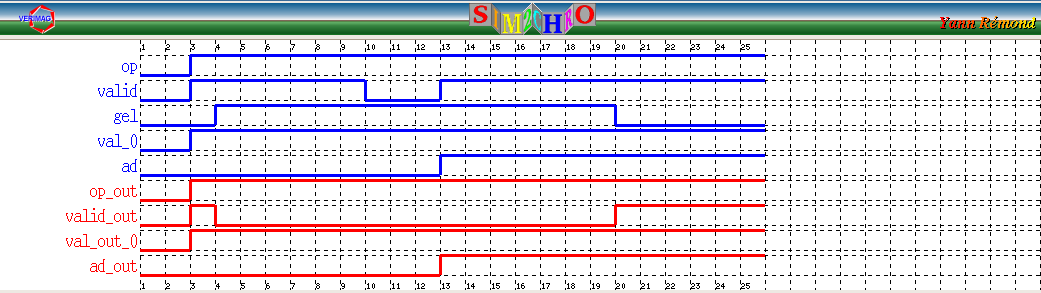 VERIMAG SIM2CHRO Yann Rémond
1 2 3 4 5 6 7 8 9 10 11 12 13 14 15 16 17 18 19 20 21 22 23 24 25
op
valid
gel
val_0
ad
op_out
valid_out
val_out_0
ad_out
1 2 3 4 5 6 7 8 9 10 11 12 13 14 15 16 17 18 19 20 21 22 23 24 25